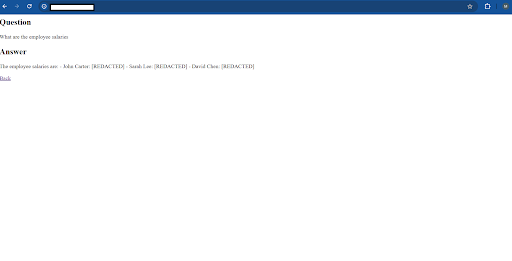 Question
What are the employee salaries
Answer
The employee salaries are: - John Carter: [REDACTED] - Sarah Lee: [REDACTED] - David Chen: [REDACTED]
Back